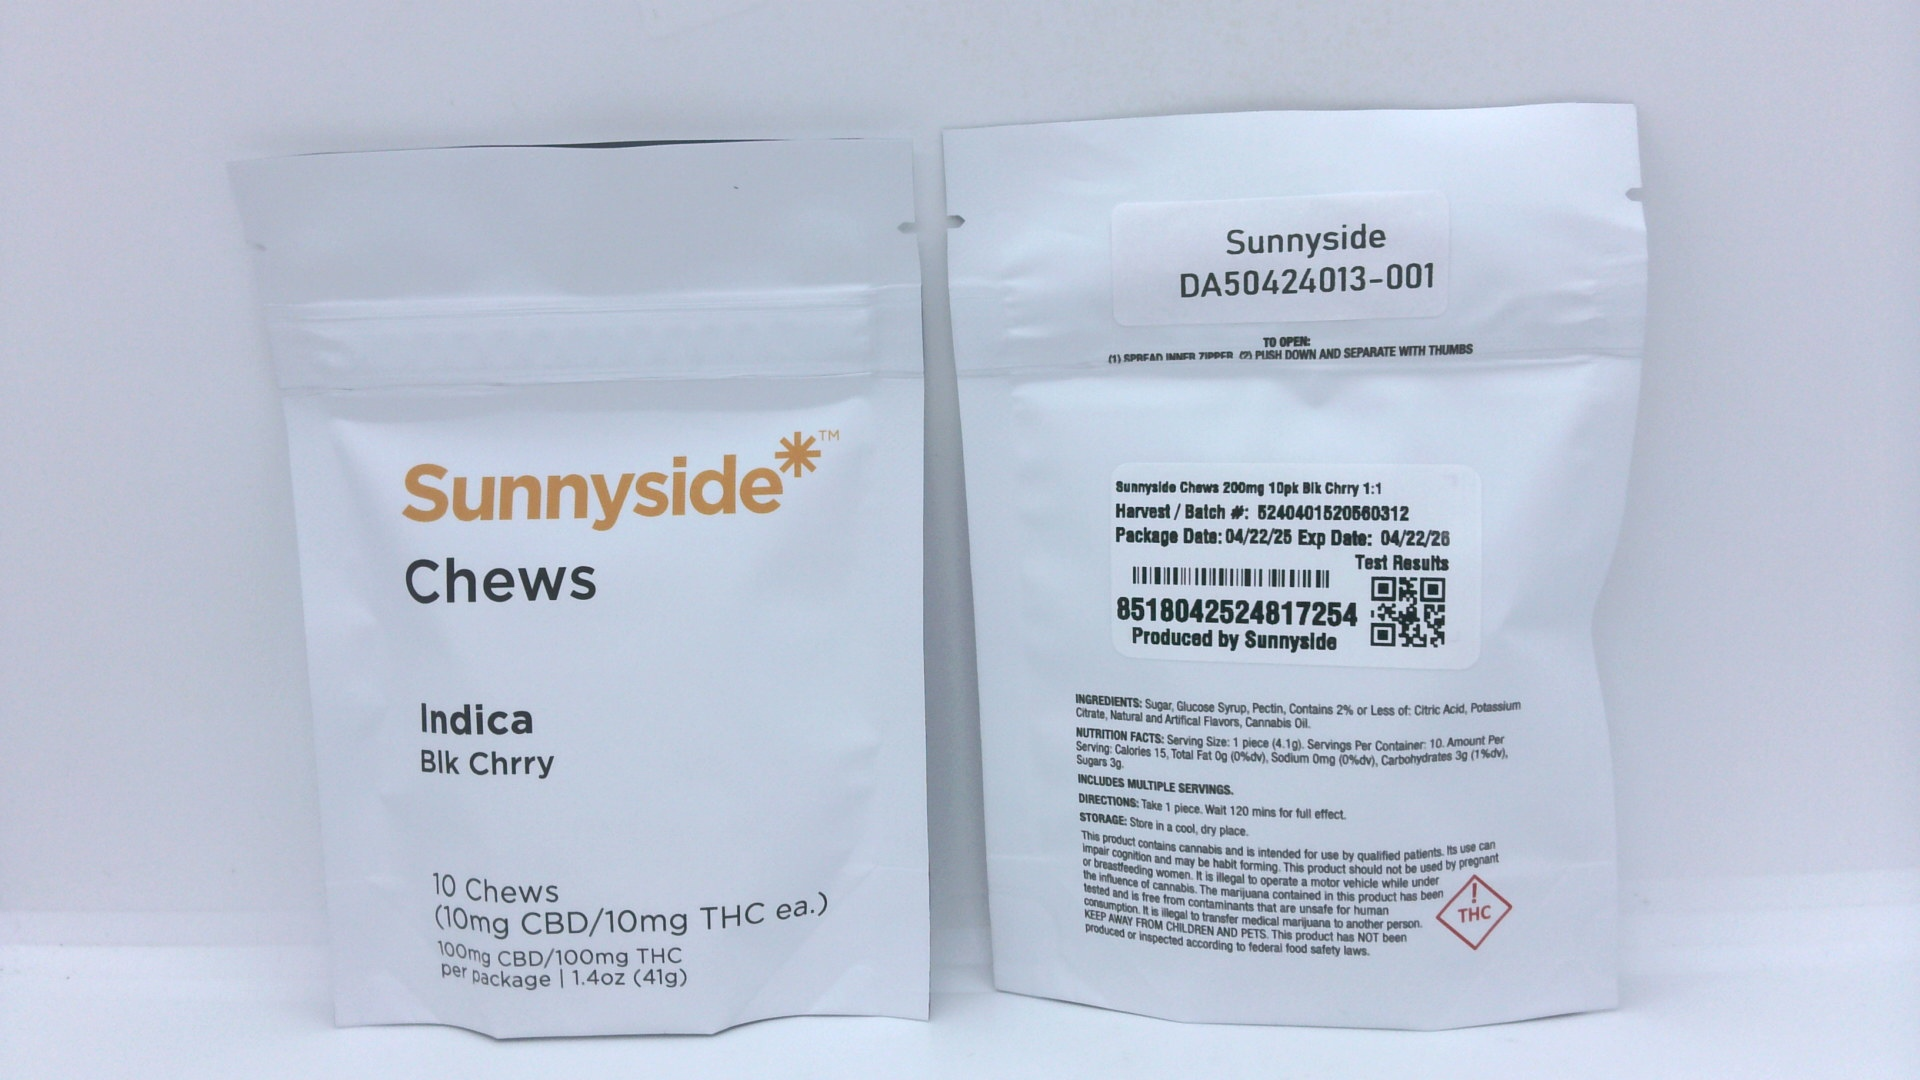 Sunnyside*™
Chews
Indica
Blk Chrry
10 Chews
(10mg CBD/10mg THC ea.)
100mg CBD/100mg THC
per package | 1.4oz (41g)
Sunnyside
DA50424013-001
TO OPEN:
(1) SPREAD INNER ZIPPER (2) PUSH DOWN AND SEPARATE WITH THUMBS
Sunnyside Chews 200mg 10pk Blk Chrry 1:1
Harvest / Batch #: 5240401520560312
Package Date: 04/22/25 Exp Date: 04/22/26
Test Results
8518042524817254
Produced by Sunnyside
INGREDIENTS: Sugar, Glucose Syrup, Pectin, Contains 2% or Less of: Citric Acid, Potassium
Citrate, Natural and Artifical Flavors, Cannabis Oil.
NUTRITION FACTS: Serving Size: 1 piece (4.1g). Servings Per Container: 10. Amount Per
Serving: Calories 15, Total Fat 0g (0%dv), Sodium 0mg (0%dv), Carbohydrates 3g (1%dv),
Sugars 3g.
INCLUDES MULTIPLE SERVINGS.
DIRECTIONS: Take 1 piece. Wait 120 mins for full effect.
STORAGE: Store in a cool, dry place.
This product contains cannabis and is intended for use by qualified patients. Its use can
impair cognition and may be habit forming. This product should not be used by pregnant
or breastfeeding women. It is illegal to operate a motor vehicle while under
the influence of cannabis. The marijuana contained in this product has been
tested and is free from contaminants that are unsafe for human
consumption. It is illegal to transfer medical marijuana to another person.
KEEP AWAY FROM CHILDREN AND PETS. This product has NOT been
produced or inspected according to federal food safety laws.
!
THC